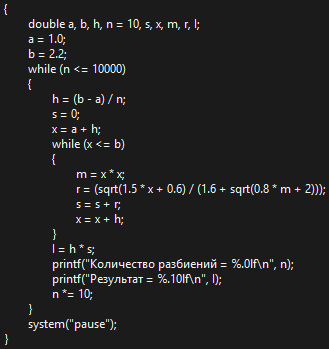 {
double a, b, h, n = 10, s, x, m, r, l;
a = 1.0;
b = 2.2;
while (n <= 10000)
{
h = (b - a) / n;
s = 0;
x = a + h;
while (x <= b)
{
m = x * x;
r = (sqrt(1.5 * x + 0.6) / (1.6 + sqrt(0.8 * m + 2)));
s = s + r;
x = x + h;
}
l = h * s;
printf("Количество разбиений = %.0lf\n", n);
printf("Результат = %.10lf\n", l);
n *= 10;
}
system("pause");
}